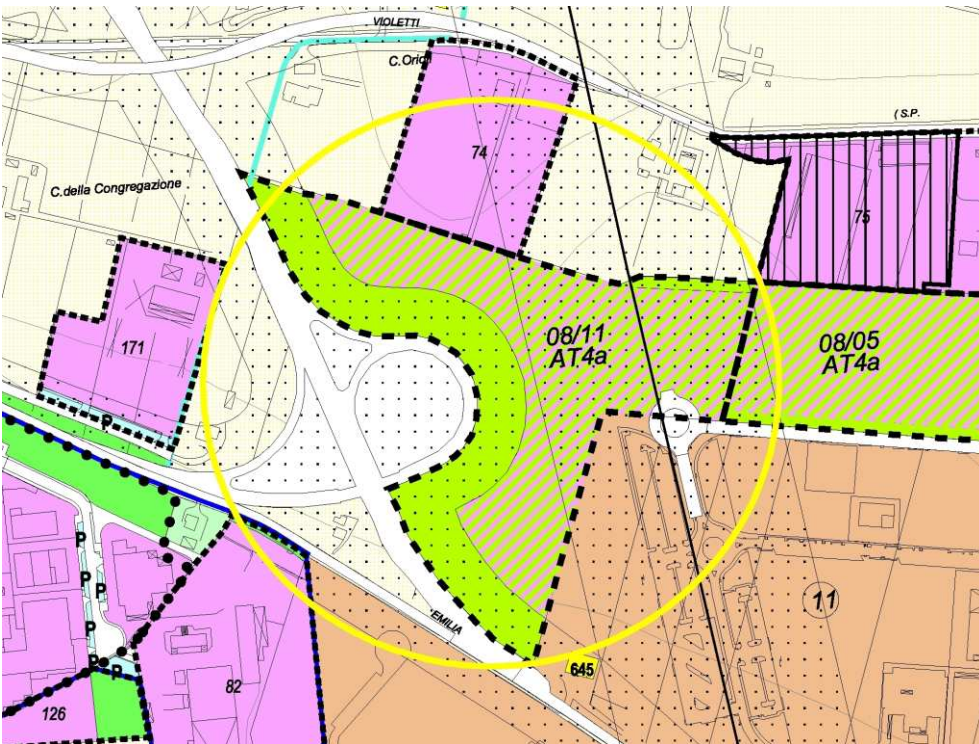 VIOLETTI
C.Orioli
74
(S.P.
75
C.della Congregazione
171
08/11
AT4a
08/05
AT4a
P
11
EMILIA
645
P
P
P
P
P
P
82
126